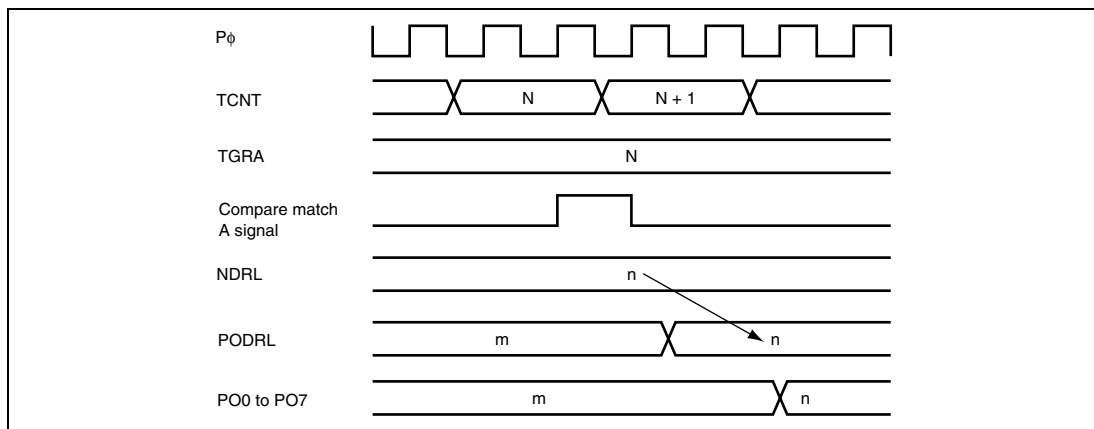 Pϕ
TCNT N N + 1
TGRA N
Compare match
A signal
NDRL n
PODRL m n
PO0 to PO7 m n